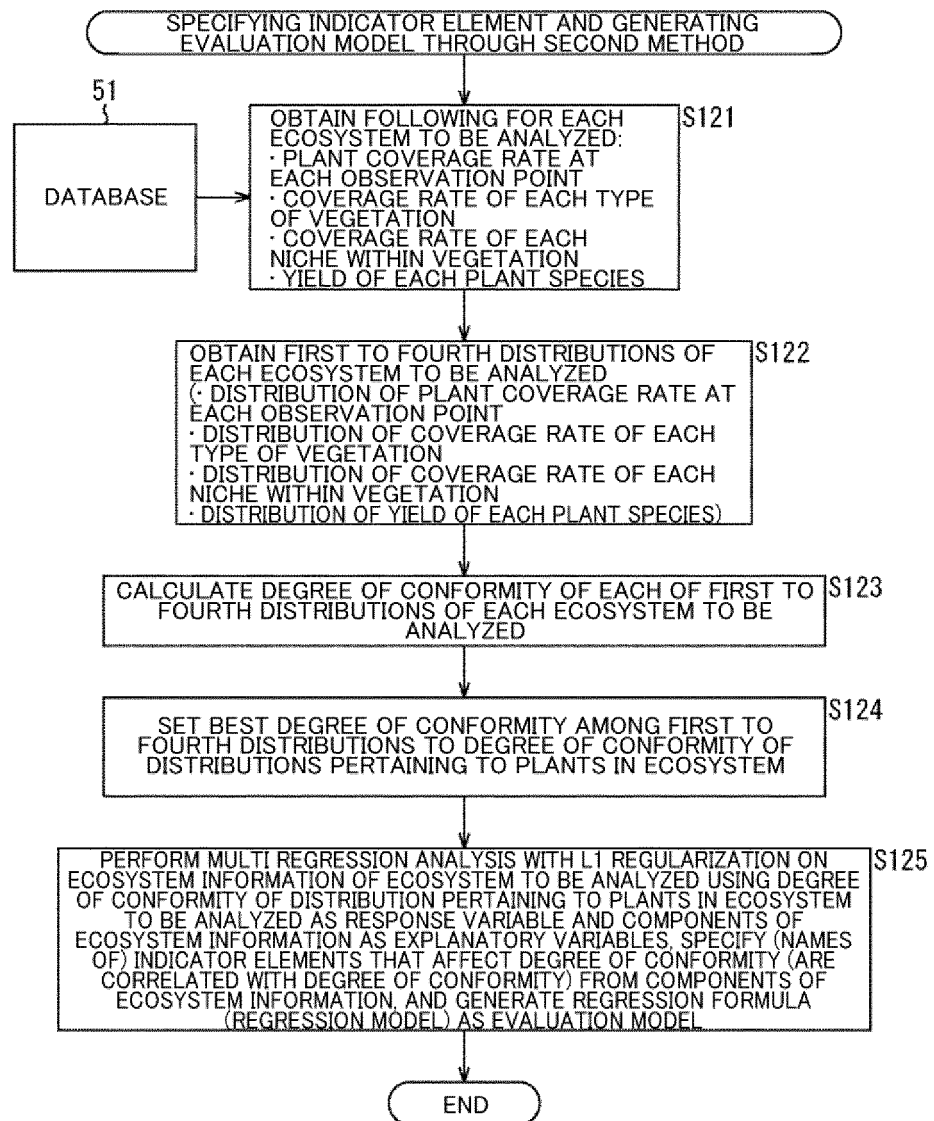 SPECIFYING INDICATOR ELEMENT AND GENERATING
EVALUATION MODEL THROUGH SECOND METHOD
51
DATABASE
S121
OBTAIN FOLLOWING FOR EACH
ECOSYSTEM TO BE ANALYZED:
· PLANT COVERAGE RATE AT
EACH OBSERVATION POINT
· COVERAGE RATE OF EACH TYPE
OF VEGETATION
· COVERAGE RATE OF EACH
NICHE WITHIN VEGETATION
· YIELD OF EACH PLANT SPECIES
S122
OBTAIN FIRST TO FOURTH DISTRIBUTIONS OF
EACH ECOSYSTEM TO BE ANALYZED
(· DISTRIBUTION OF PLANT COVERAGE RATE AT
EACH OBSERVATION POINT
· DISTRIBUTION OF COVERAGE RATE OF EACH
TYPE OF VEGETATION
· DISTRIBUTION OF COVERAGE RATE OF EACH
NICHE WITHIN VEGETATION
· DISTRIBUTION OF YIELD OF EACH PLANT SPECIES)
S123
CALCULATE DEGREE OF CONFORMITY OF EACH OF FIRST TO
FOURTH DISTRIBUTIONS OF EACH ECOSYSTEM TO BE
ANALYZED
S124
SET BEST DEGREE OF CONFORMITY AMONG FIRST TO
FOURTH DISTRIBUTIONS TO DEGREE OF CONFORMITY OF
DISTRIBUTIONS PERTAINING TO PLANTS IN ECOSYSTEM
S125
PERFORM MULTI REGRESSION ANALYSIS WITH L1 REGULARIZATION ON
ECOSYSTEM INFORMATION OF ECOSYSTEM TO BE ANALYZED USING DEGREE
OF CONFORMITY OF DISTRIBUTION PERTAINING TO PLANTS IN ECOSYSTEM
TO BE ANALYZED AS RESPONSE VARIABLE AND COMPONENTS OF
ECOSYSTEM INFORMATION AS EXPLANATORY VARIABLES, SPECIFY (NAMES
OF) INDICATOR ELEMENTS THAT AFFECT DEGREE OF CONFORMITY (ARE
CORRELATED WITH DEGREE OF CONFORMITY) FROM COMPONENTS OF
ECOSYSTEM INFORMATION, AND GENERATE REGRESSION FORMULA
(REGRESSION MODEL) AS EVALUATION MODEL
END